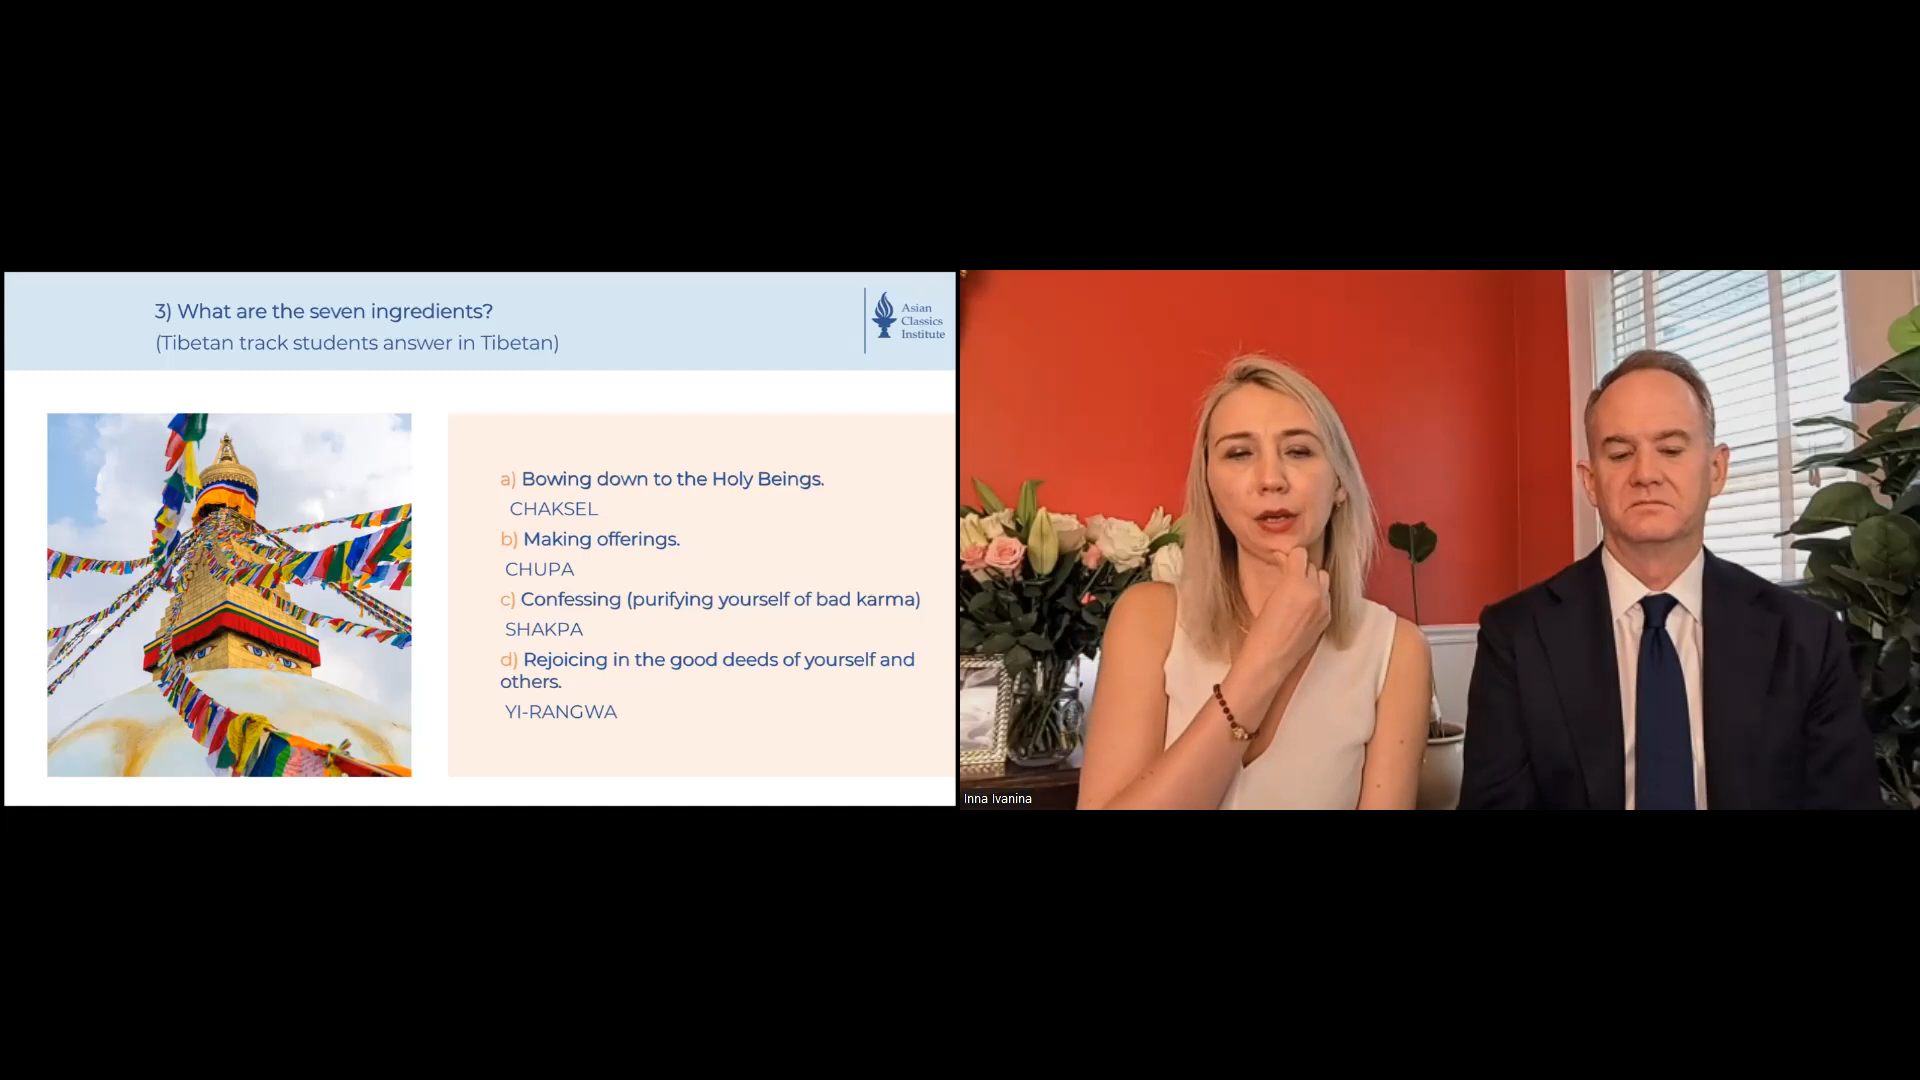 3) What are the seven ingredients?
(Tibetan track students answer in Tibetan)
Asian
Classics
Institute
a) Bowing down to the Holy Beings.
CHAKSEL
b) Making offerings.
CHUPA
c) Confessing (purifying yourself of bad karma)
SHAKPA
d) Rejoicing in the good deeds of yourself and
others.
YI-RANGWA
Inna Ivanina